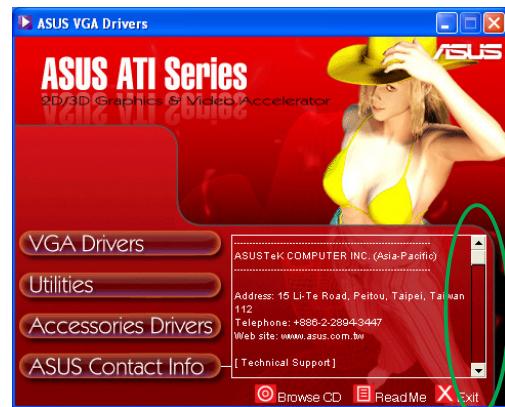 ASUS VGA Drivers
ASUS
ASUS ATI Series
2D/3D Graphics & Video Accelerator
VGA Drivers
Utilities
Accessories Drivers
ASUS Contact Info
------------------------------------------------
ASUSTeK COMPUTER INC. (Asia-Pacific)
------------------------------------------------
Address: 15 Li-Te Road, Peitou, Taipei, Taiwan
112
Telephone: +886-2-2894-3447
Web site: www.asus.com.tw
[ Technical Support ]
Browse CD
ReadMe
Exit